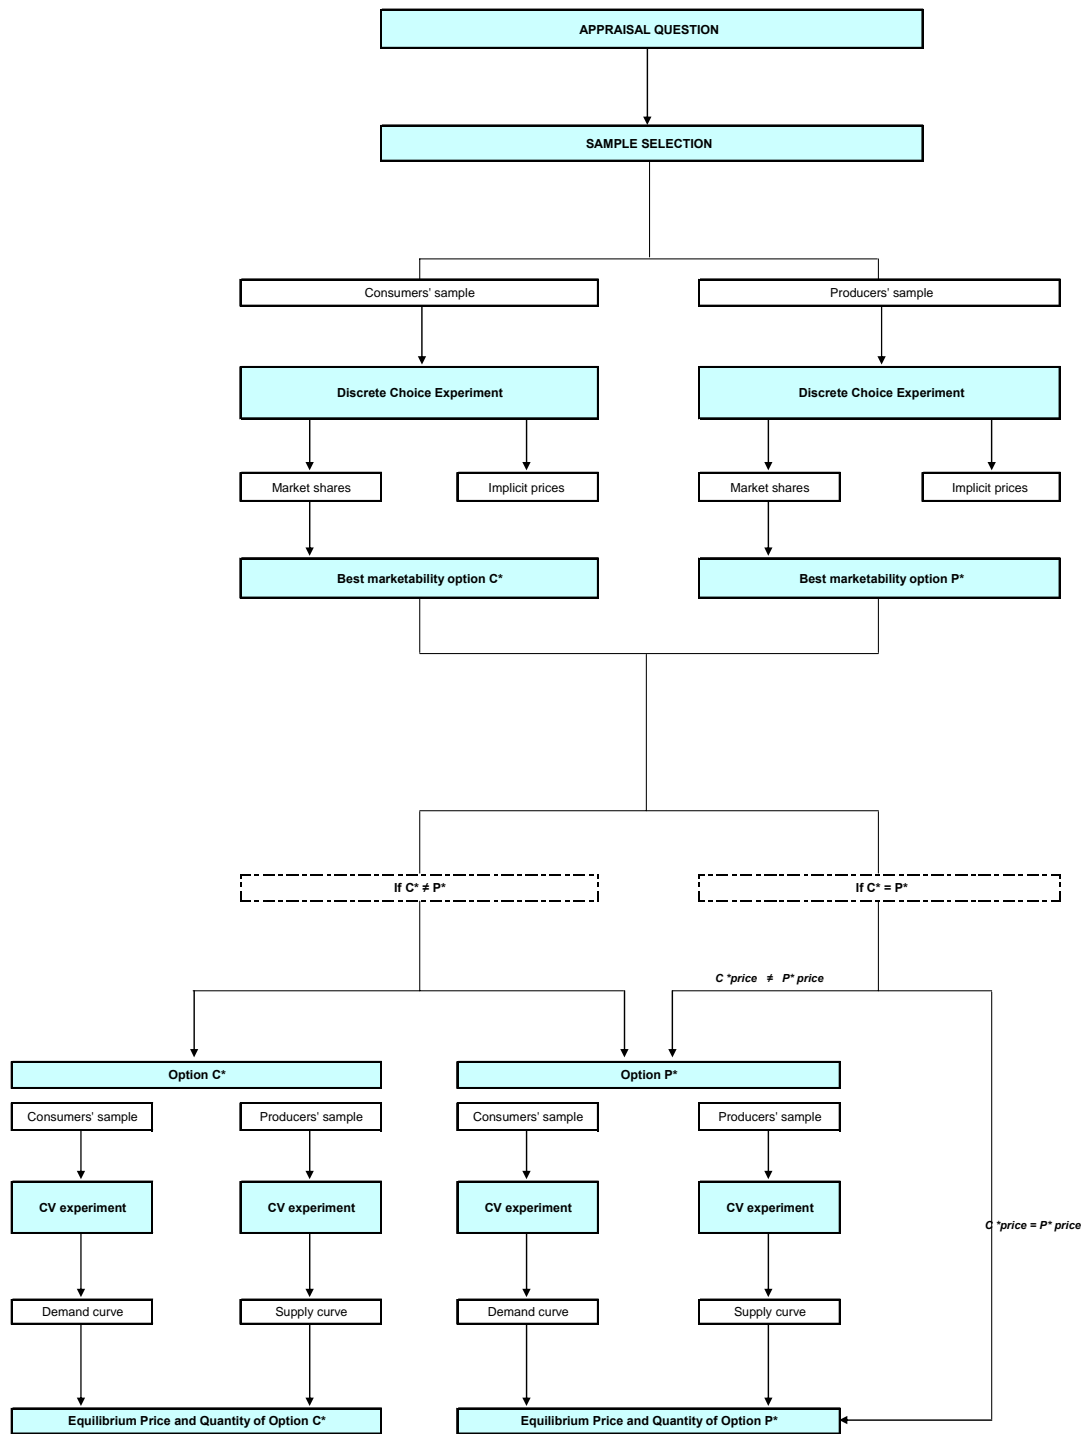 APPRAISAL QUESTION
SAMPLE SELECTION
Consumers' sample
Producers' sample
Discrete Choice Experiment
Discrete Choice Experiment
Market shares
Implicit prices
Market shares
Implicit prices
Best marketability option C*
Best marketability option P*
If C* ≠ P*
If C* = P*
C *price ≠ P* price
Option C*
Option P*
Consumers' sample
Producers' sample
Consumers' sample
Producers' sample
CV experiment
CV experiment
CV experiment
CV experiment
C *price = P* price
Demand curve
Supply curve
Demand curve
Supply curve
Equilibrium Price and Quantity of Option C*
Equilibrium Price and Quantity of Option P*